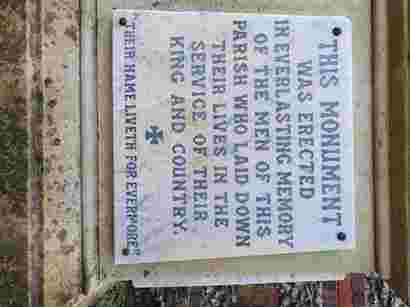 THIS MONUMENT
WAS ERECTED
IN EVERLASTING MEMORY
OF THE MEN OF THIS
PARISH WHO LAID DOWN
THEIR LIVES IN THE
SERVICE OF THEIR
KING AND COUNTRY.
"THEIR NAME LIVETH FOR EVERMORE"